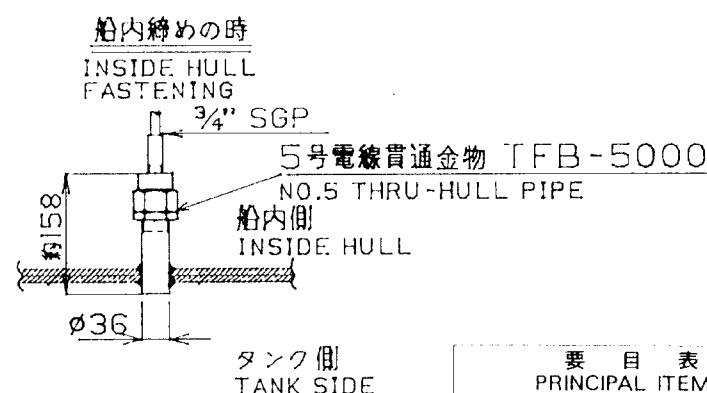 船内締めの時
INSIDE HULL
FASTENING
3/4" SGP
5号電線貫通金物 TFB-5000
NO.5 THRU-HULL PIPE
約158
船内側
INSIDE HULL
ø36
タンク側
TANK SIDE
要 目 表
PRINCIPAL ITEM